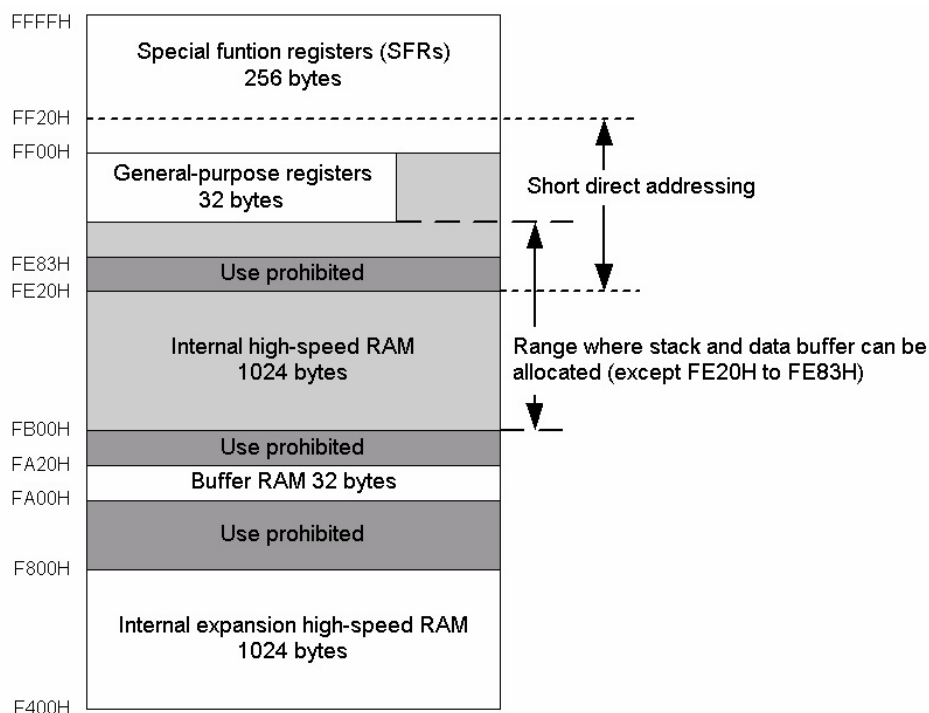 FFFFH
Special funtion registers (SFRs)
256 bytes
FF20H
FF00H
General-purpose registers
32 bytes
Short direct addressing
FE83H
Use prohibited
FE20H
Internal high-speed RAM
1024 bytes
Range where stack and data buffer can be
allocated (except FE20H to FE83H)
FB00H
Use prohibited
FA20H
Buffer RAM 32 bytes
FA00H
Use prohibited
F800H
Internal expansion high-speed RAM
1024 bytes
F400H